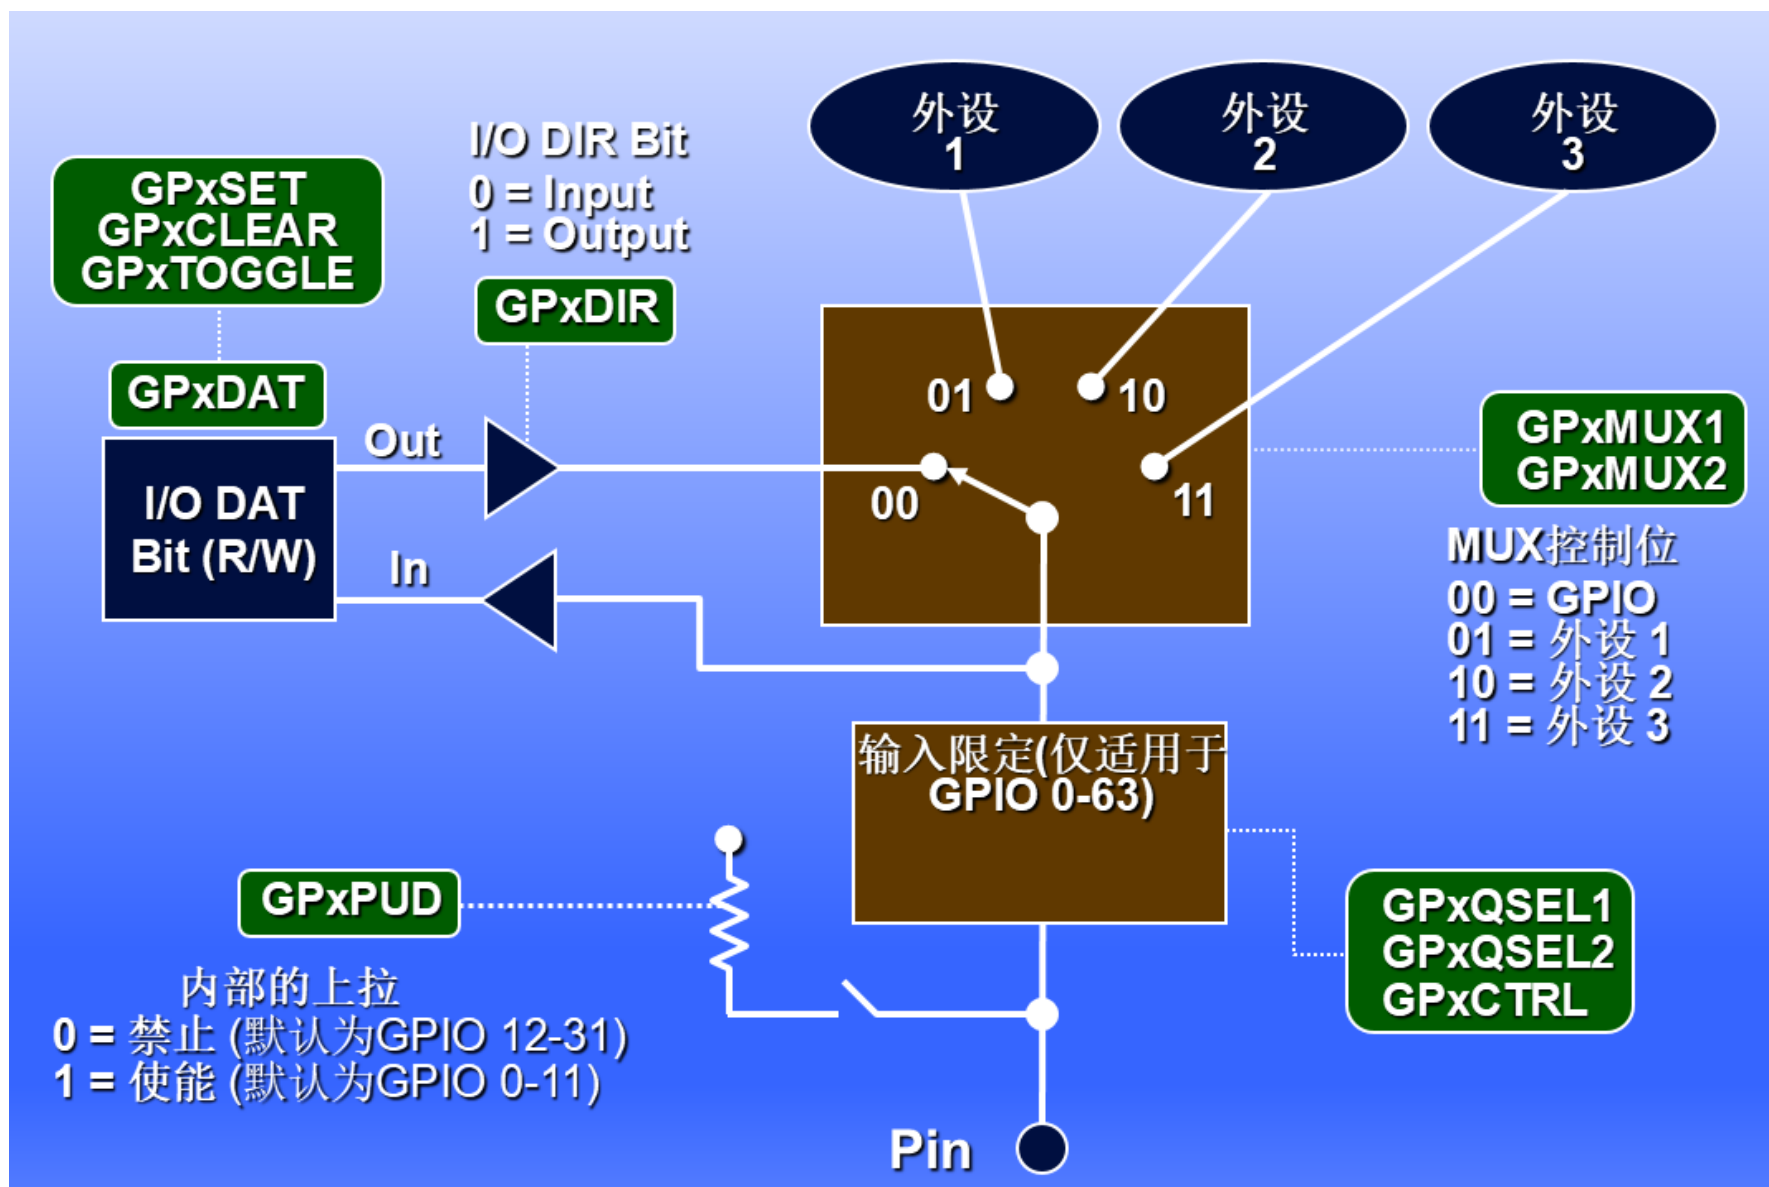 外设
1
外设
2
外设
3
I/O DIR Bit
0 = Input
1 = Output
GPxSET
GPxCLEAR
GPxTOGGLE
GPxDIR
GPxDAT
01
10
Out
GPxMUX1
GPxMUX2
I/O DAT
Bit (R/W)
00
11
In
MUX控制位
00 = GPIO
01 = 外设 1
10 = 外设 2
11 = 外设 3
输入限定(仅适用于
GPIO 0-63)
GPxPUD
GPxQSEL1
GPxQSEL2
GPxCTRL
内部的上拉
0 = 禁止 (默认为GPIO 12-31)
1 = 使能 (默认为GPIO 0-11)
Pin